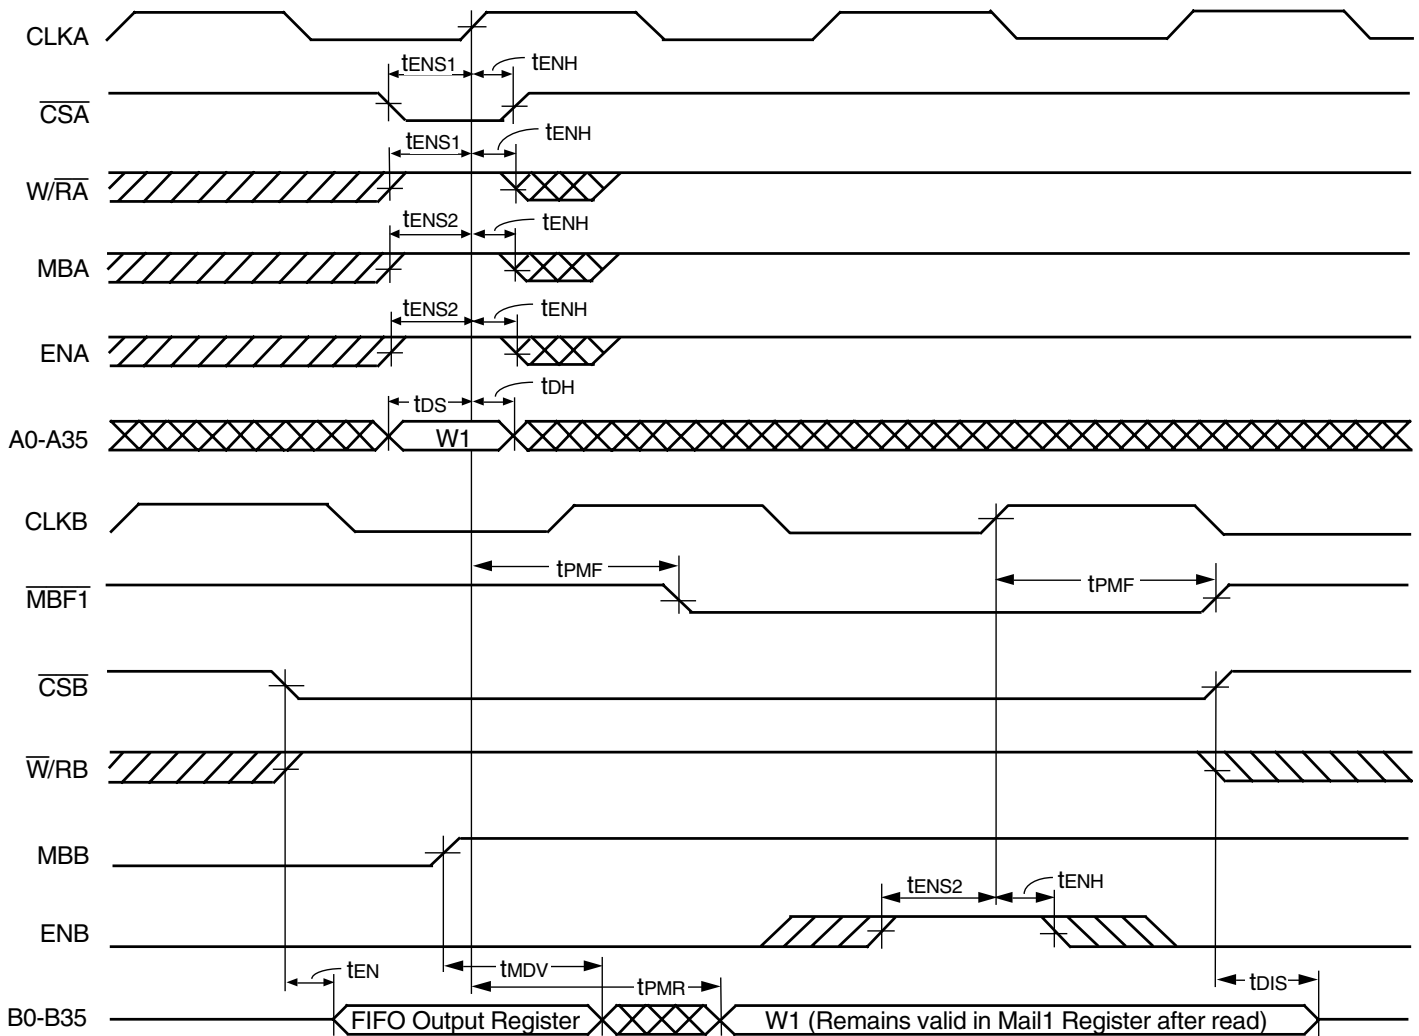 CLKA
tENS1 tENH
CSA
tENS1 tENH
W/RA
tENS2 tENH
MBA
tENS2 tENH
ENA
tDS tDH
A0-A35 W1
CLKB
tPMF tPMF
MBF1
CSB
W/RB
MBB
tENS2 tENH
ENB
tEN tMDV tPMR tDIS
B0-B35 FIFO Output Register W1 (Remains valid in Mail1 Register after read)